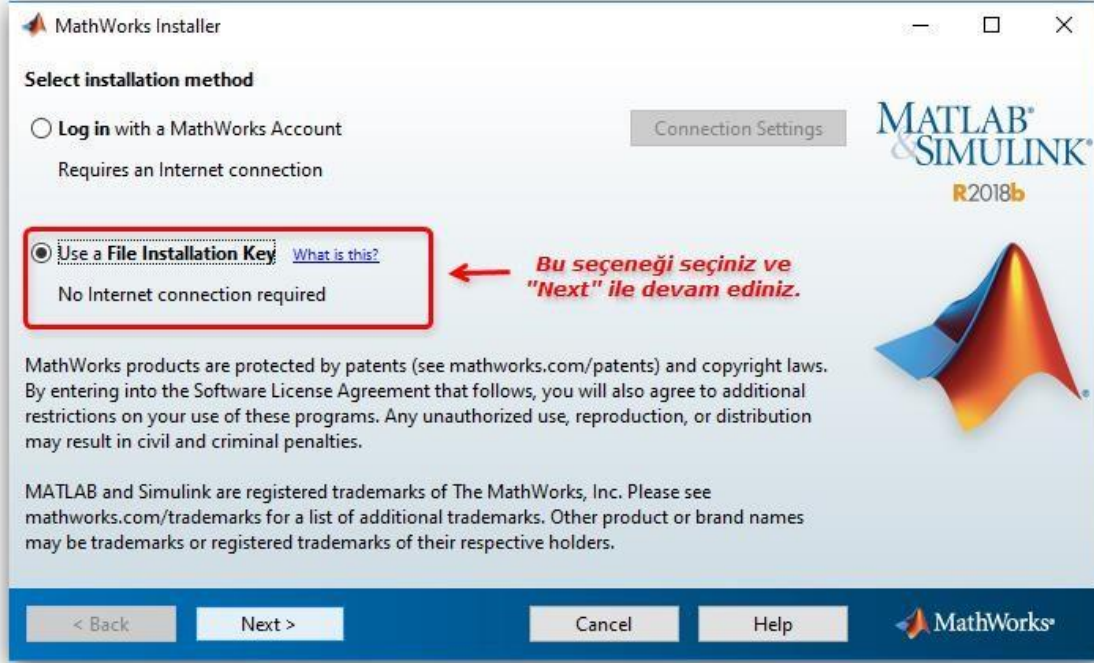 MathWorks Installer
Select installation method
Log in with a MathWorks Account
Connection Settings
Requires an Internet connection
MATLAB®
&SIMULINK®
R2018b
Use a File Installation Key What is this?
No Internet connection required
Bu seçeneği seçiniz ve
"Next" ile devam ediniz.
MathWorks products are protected by patents (see mathworks.com/patents) and copyright laws.
By entering into the Software License Agreement that follows, you will also agree to additional
restrictions on your use of these programs. Any unauthorized use, reproduction, or distribution
may result in civil and criminal penalties.
MATLAB and Simulink are registered trademarks of The MathWorks, Inc. Please see
mathworks.com/trademarks for a list of additional trademarks. Other product or brand names
may be trademarks or registered trademarks of their respective holders.
< Back
Next >
Cancel
Help
MathWorks®